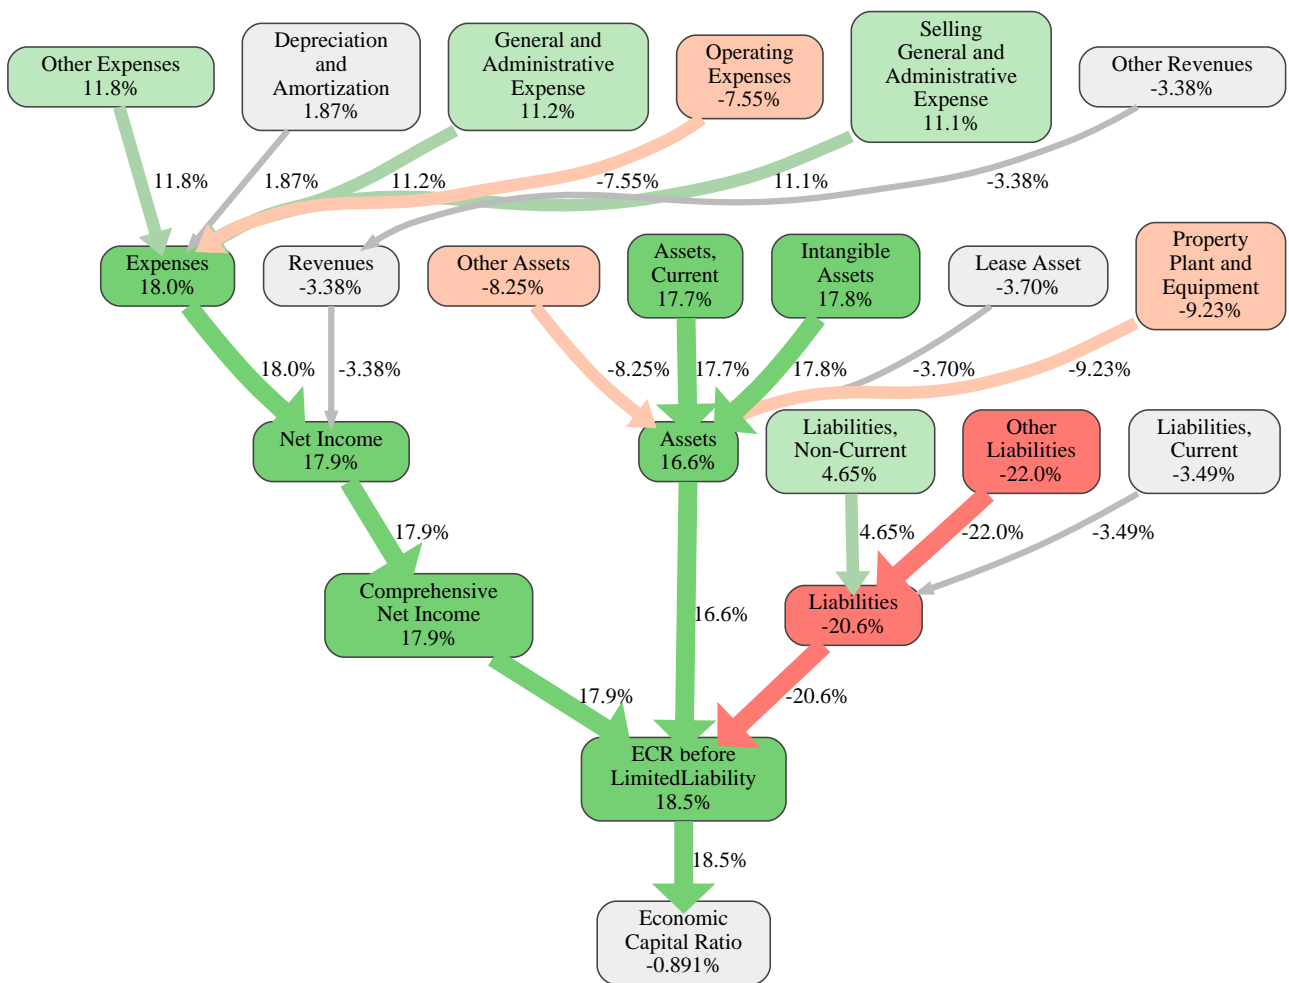 Other Expenses
11.8%
Depreciation
and
Amortization
1.87%
General and
Administrative
Expense
11.2%
Operating
Expenses
-7.55%
Selling
General and
Administrative
Expense
11.1%
Other Revenues
-3.38%
11.8%
1.87%
11.2%
-7.55%
11.1%
-3.38%
Expenses
18.0%
Revenues
-3.38%
Other Assets
-8.25%
Assets,
Current
17.7%
Intangible
Assets
17.8%
Lease Asset
-3.70%
Property
Plant and
Equipment
-9.23%
18.0%
-3.38%
-8.25%
17.7%
17.8%
-3.70%
-9.23%
Net Income
17.9%
Assets
16.6%
Liabilities,
Non-Current
4.65%
Other
Liabilities
-22.0%
Liabilities,
Current
-3.49%
17.9%
4.65%
-22.0%
-3.49%
Comprehensive
Net Income
17.9%
16.6%
Liabilities
-20.6%
17.9%
-20.6%
ECR before
LimitedLiability
18.5%
18.5%
Economic
Capital Ratio
-0.891%